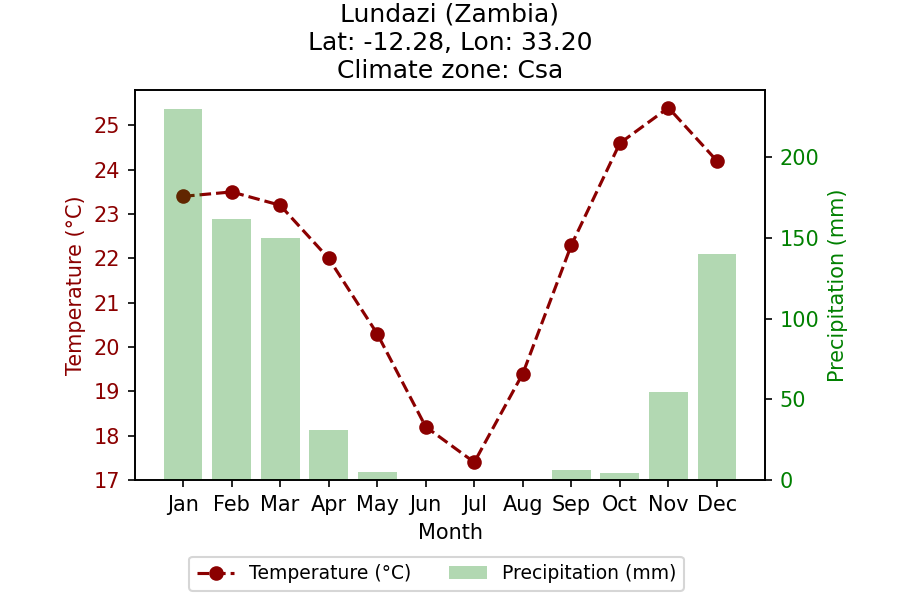 Lundazi (Zambia)
Lat: -12.28, Lon: 33.20
Climate zone: Csa
Temperature (°C)
25
24
23
22
21
20
19
18
17
200
150
100
50
0
Precipitation (mm)
Jan Feb Mar Apr May Jun Jul Aug Sep Oct Nov Dec
Month
Temperature (°C) Precipitation (mm)